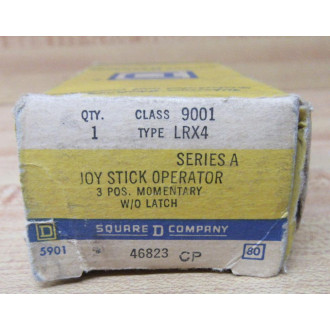 QTY. CLASS 9001
1 TYPE LRX4
SERIES A
JOY STICK OPERATOR
3 POS. MOMENTARY
W/O LATCH
D SQUARE D COMPANY
5901 46823 CP 80